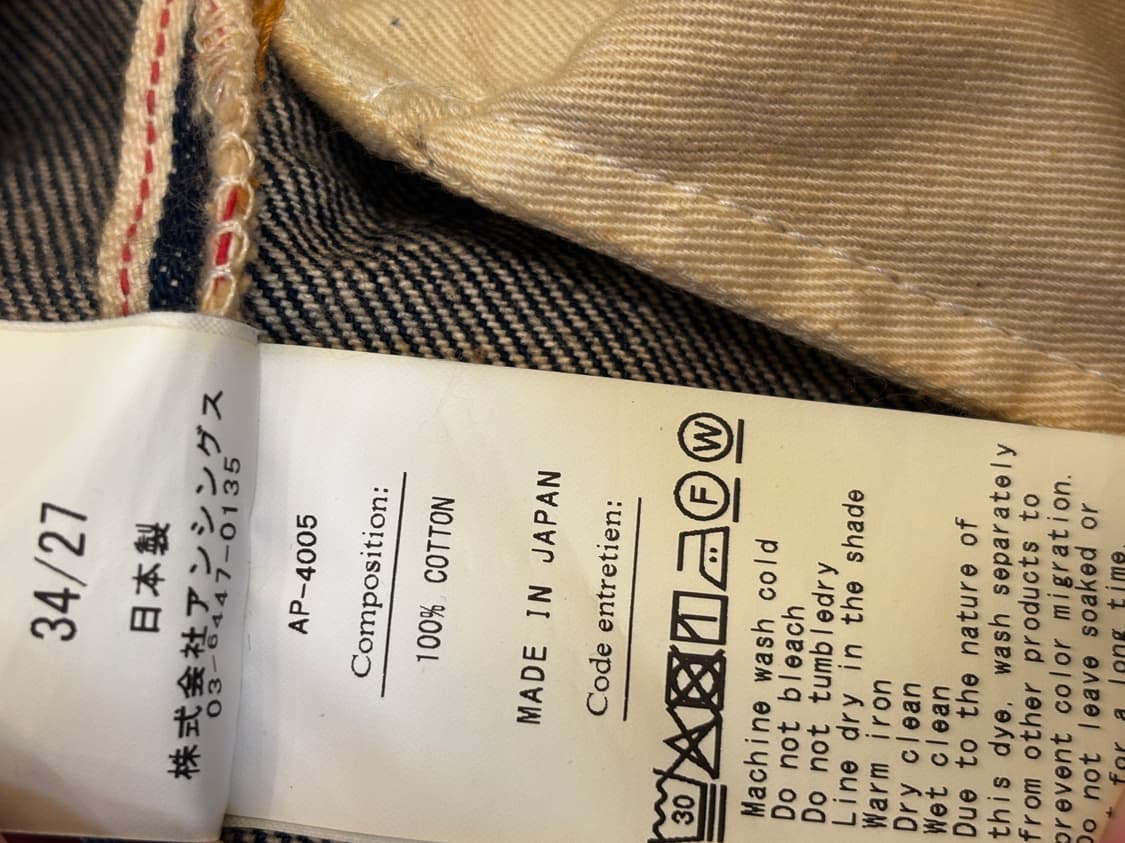 34/27
日本製
株式会社アンシングス
03-6447-0135
AP-4005
Composition:
100% COTTON
MADE IN JAPAN
Code entretien:
30 F W
Machine wash cold
Do not bleach
Do not tumbledry
Line dry in the shade
Warm iron
Dry clean
Wet clean
Due to the nature of
this dye, wash separately
from other products to
prevent color migration.
Do not leave soaked or
for a long time.